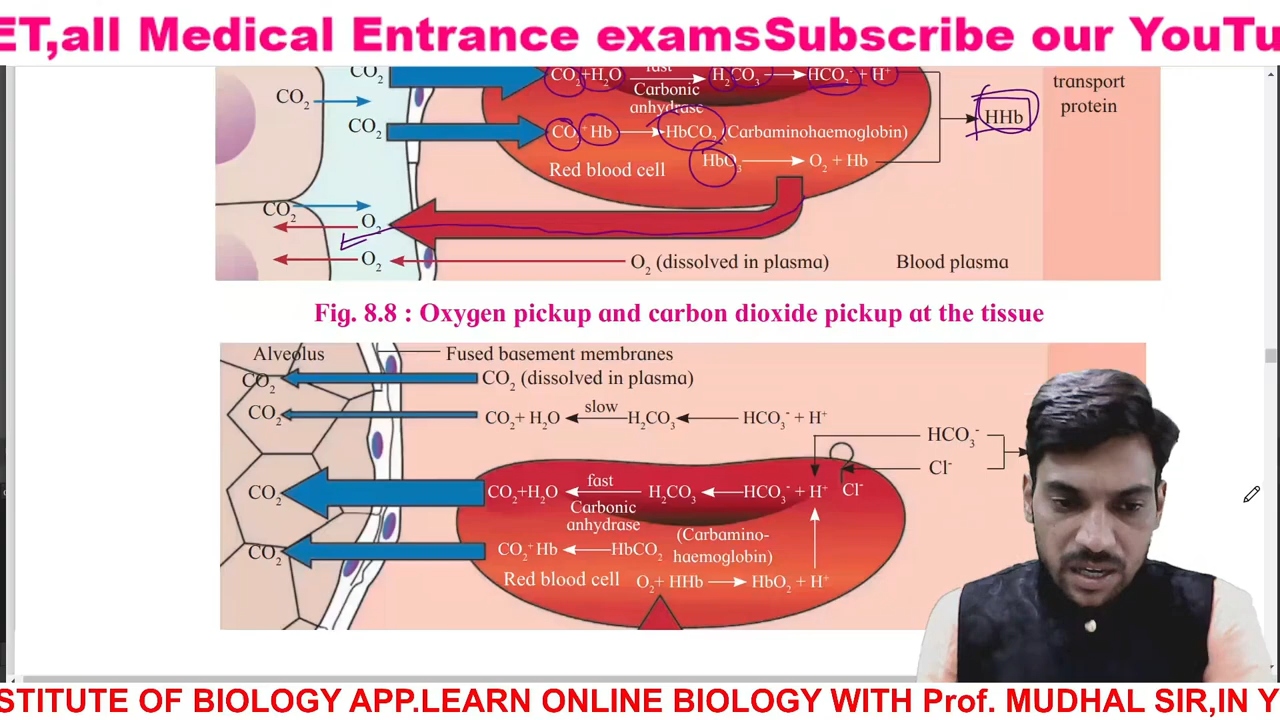 ET,all Medical Entrance examsSubscribe our YouTu
CO2 CO2+H2O fast H2CO3 HCO3- + H+ transport
CO2 Carbonic protein
anhydrase HHb
CO2 CO2+Hb HbCO2 (Carbaminohaemoglobin)
HbO3 O2 + Hb
Red blood cell
CO2
O2
O2 O2 (dissolved in plasma) Blood plasma
Fig. 8.8 : Oxygen pickup and carbon dioxide pickup at the tissue
Alveolus Fused basement membranes
CO2 CO2 (dissolved in plasma)
CO2 CO2+ H2O slow H2CO3 HCO3- + H+
HCO3-
Cl-
CO2 CO2+H2O fast H2CO3 HCO3- + H+ Cl-
Carbonic
anhydrase (Carbamino-
CO2 CO2+Hb HbCO2 haemoglobin)
Red blood cell O2+ HHb HbO2 + H+
STITUTE OF BIOLOGY APP.LEARN ONLINE BIOLOGY WITH Prof. MUDHAL SIR,IN Y